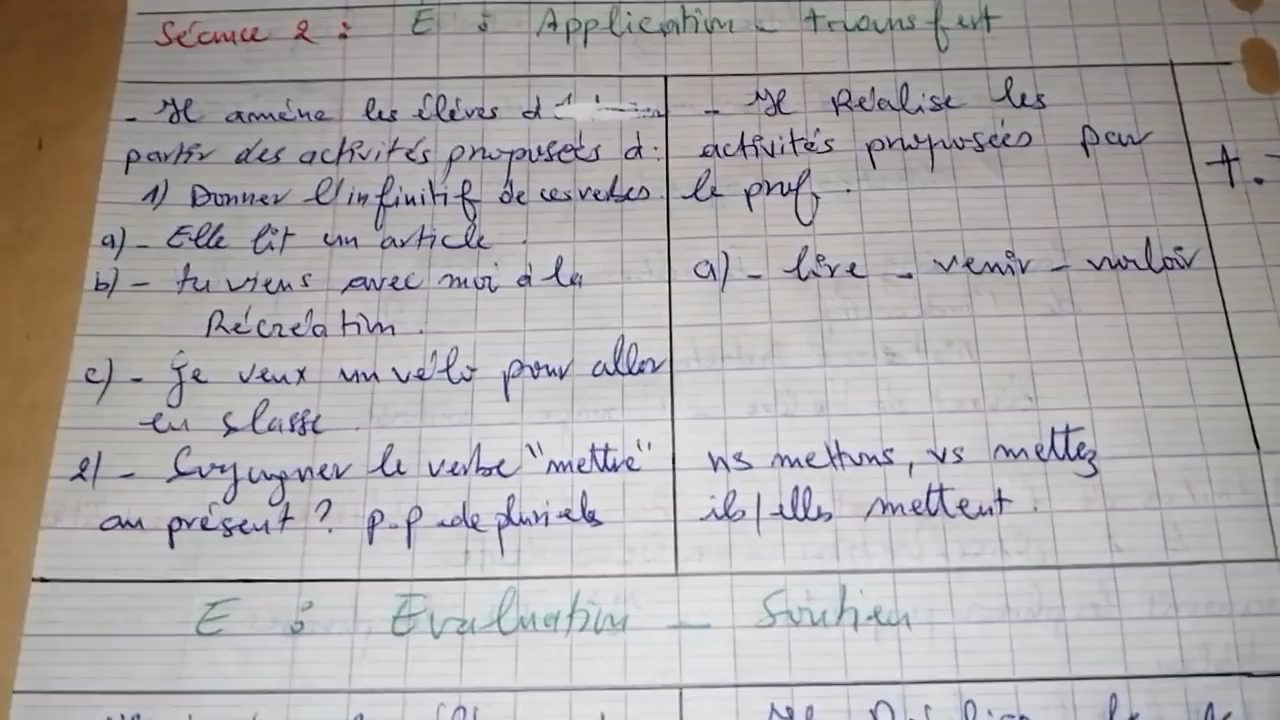 Séance 2 : E : Application - transfert
- Il amène les élèves à
partir des activités proposées d:
1) Donner l'infinitif de ces verbes.
a) - Elle lit un article.
b) - tu viens avec moi à la
Récréation.
c) - Je veux un vélo pour aller
en slasse.
2) - Conjuguer le verbe "mettre"
au présent ? p.p de pluriels
- Il Réalise les
activités proposées par
le prof.
a) - lire - venir - vouloir
ns mettons, vs mettez
ils/elles mettent.
E : Evaluation - Soutien